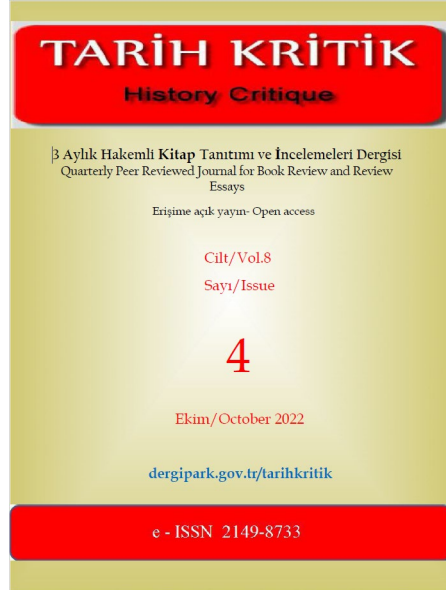 TARİH KRİTİK
History Critique
3 Aylık Hakemli Kitap Tanıtımı ve İncelemeleri Dergisi
Quarterly Peer Reviewed Journal for Book Review and Review
Essays
Erişime açık yayın- Open access
Cilt/Vol.8
Sayı/Issue
4
Ekim/October 2022
dergipark.gov.tr/tarihkritik
e - ISSN 2149-8733